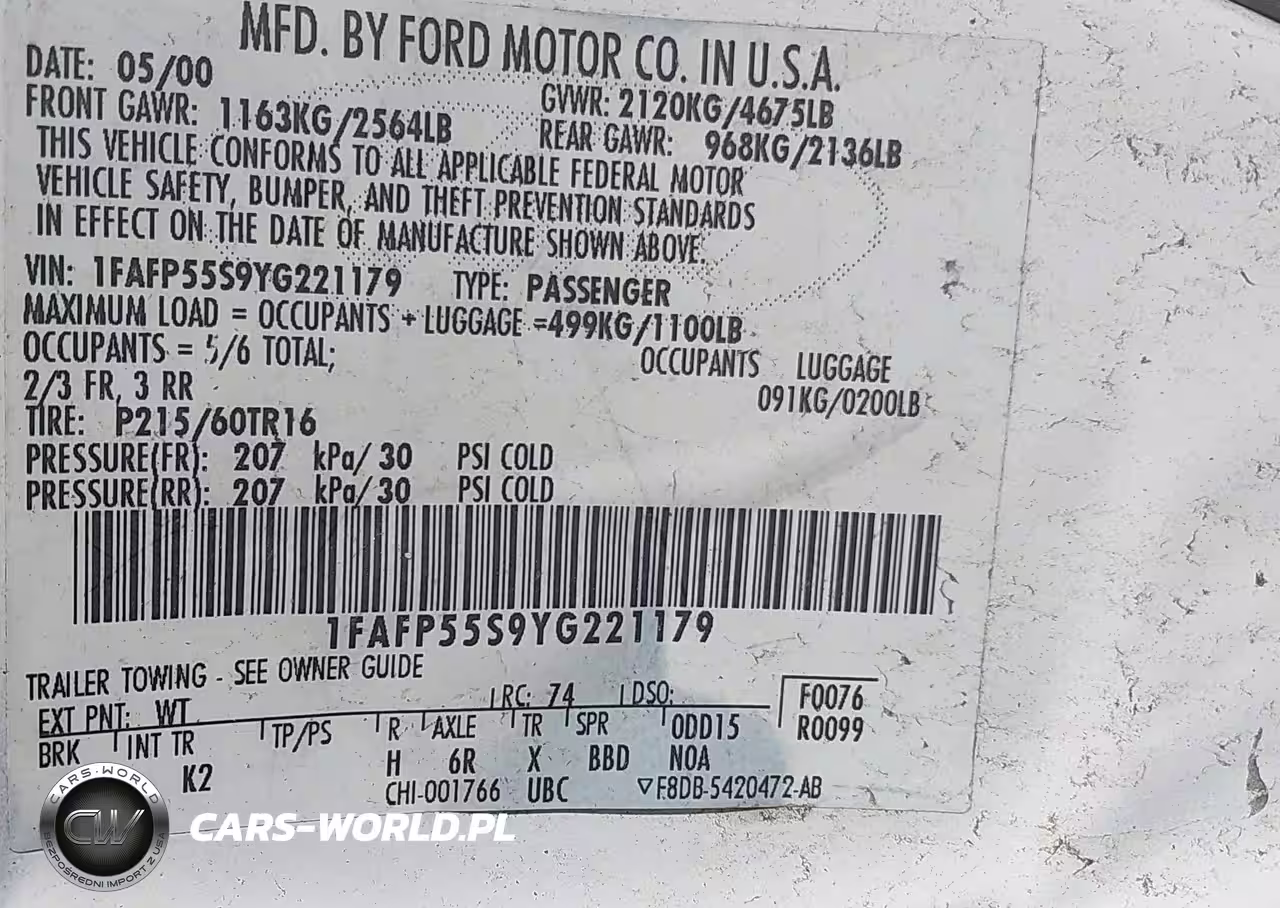 MFD. BY FORD MOTOR CO. IN U.S.A.
DATE: 05/00
GVWR: 2120KG/4675LB
FRONT GAWR: 1163KG/2564LB
REAR GAWR: 968KG/2136LB
THIS VEHICLE CONFORMS TO ALL APPLICABLE FEDERAL MOTOR
VEHICLE SAFETY, BUMPER, AND THEFT PREVENTION STANDARDS
IN EFFECT ON THE DATE OF MANUFACTURE SHOWN ABOVE.
VIN: 1FAFP55S9YG221179 TYPE: PASSENGER
MAXIMUM LOAD = OCCUPANTS + LUGGAGE =499KG/1100LB
OCCUPANTS = 5/6 TOTAL; OCCUPANTS LUGGAGE
2/3 FR, 3 RR 091KG/0200LB
TIRE: P215/60TR16
PRESSURE(FR): 207 kPa/ 30 PSI COLD
PRESSURE(RR): 207 kPa/ 30 PSI COLD
1FAFP55S9YG221179
TRAILER TOWING - SEE OWNER GUIDE
EXT PNT: WT RC: 74 DSO: F0076
BRK INT TR TP/PS R AXLE TR SPR ODD15 R0099
K2 H 6R X BBD NOA
CHI-001766 UBC ▽F8DB-5420472-AB
CARS-WORLD
CW
BEZPOŚREDNI IMPORT Z USA
CARS-WORLD.PL